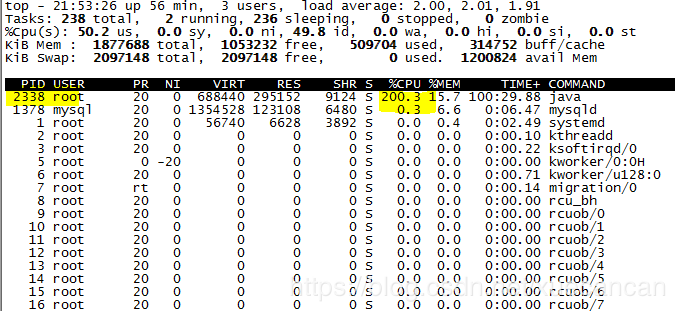 top - 21:53:26 up 56 min,  3 users,  load average: 2.00, 2.01, 1.91
Tasks: 238 total,   2 running, 236 sleeping,   0 stopped,   0 zombie
%Cpu(s): 50.2 us,  0.0 sy,  0.0 ni, 49.8 id,  0.0 wa,  0.0 hi,  0.0 si,  0.0 st
KiB Mem :  1877688 total,  1053232 free,   509704 used,   314752 buff/cache
KiB Swap:  2097148 total,  2097148 free,        0 used.  1200824 avail Mem
PID USER PR NI VIRT RES SHR S %CPU %MEM TIME+ COMMAND
2338 root 20 0 688440 295152 9124 S 200.3 15.7 100:29.88 java
1378 mysql 20 0 1354528 123108 6480 S 0.3 6.6 0:06.47 mysqld
1 root 20 0 56740 6628 3892 S 0.0 0.4 0:02.49 systemd
2 root 20 0 0 0 0 S 0.0 0.0 0:00.10 kthreadd
3 root 20 0 0 0 0 S 0.0 0.0 0:00.22 ksoftirqd/0
5 root 0 -20 0 0 0 S 0.0 0.0 0:00.00 kworker/0:0H
6 root 20 0 0 0 0 S 0.0 0.0 0:00.71 kworker/u128:0
7 root rt 0 0 0 0 S 0.0 0.0 0:00.14 migration/0
8 root 20 0 0 0 0 S 0.0 0.0 0:00.00 rcu_bh
9 root 20 0 0 0 0 S 0.0 0.0 0:00.00 rcuob/0
10 root 20 0 0 0 0 S 0.0 0.0 0:00.00 rcuob/1
11 root 20 0 0 0 0 S 0.0 0.0 0:00.00 rcuob/2
12 root 20 0 0 0 0 S 0.0 0.0 0:00.00 rcuob/3
13 root 20 0 0 0 0 S 0.0 0.0 0:00.00 rcuob/4
14 root 20 0 0 0 0 S 0.0 0.0 0:00.00 rcuob/5
15 root 20 0 0 0 0 S 0.0 0.0 0:00.00 rcuob/6
16 root 20 0 0 0 0 S 0.0 0.0 0:00.00 rcuob/7